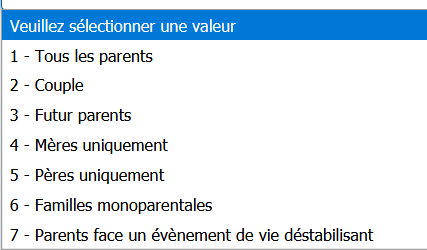 Veuillez sélectionner une valeur
1 - Tous les parents
2 - Couple
3 - Futur parents
4 - Mères uniquement
5 - Pères uniquement
6 - Familles monoparentales
7 - Parents face un évènement de vie déstabilisant